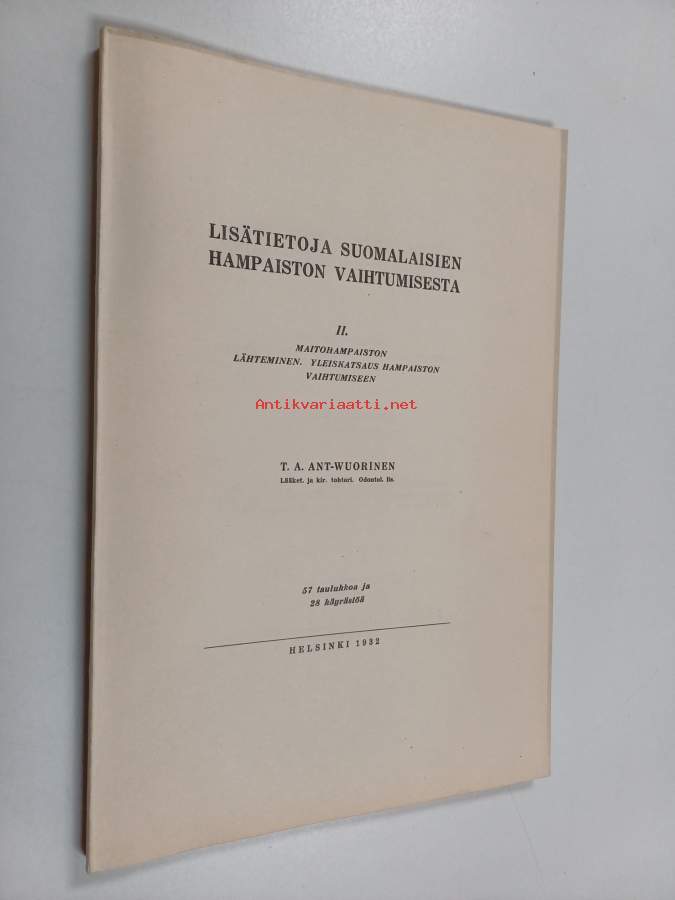 LISÄTIETOJA SUOMALAISIEN
HAMPAISTON VAIHTUMISESTA
II.
MAITOHAMPAISTON
LÄHTEMINEN. YLEISKATSAUS HAMPAISTON
VAIHTUMISEEN
Antikvariaatti.net
T. A. ANT-WUORINEN
Lääket. ja kir. tohtori. Odontol. lis.
57 taulukkoa ja
28 käyrästöä
HELSINKI 1932